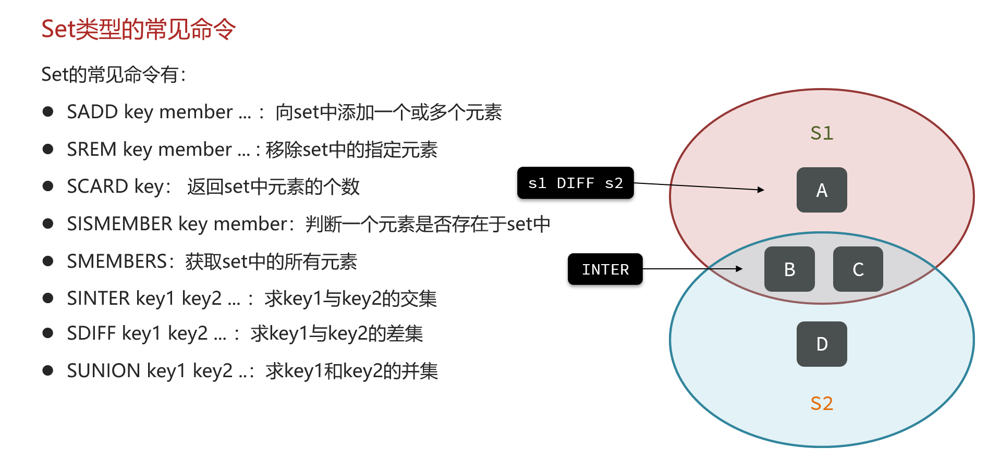 Set类型的常见命令
Set的常见命令有：
● SADD key member ... ：向set中添加一个或多个元素
● SREM key member ... : 移除set中的指定元素
● SCARD key： 返回set中元素的个数
● SISMEMBER key member：判断一个元素是否存在于set中
● SMEMBERS：获取set中的所有元素
● SINTER key1 key2 ... ：求key1与key2的交集
● SDIFF key1 key2 ... ：求key1与key2的差集
● SUNION key1 key2 ..：求key1和key2的并集
S1
s1 DIFF s2
A
INTER
B C
D
S2